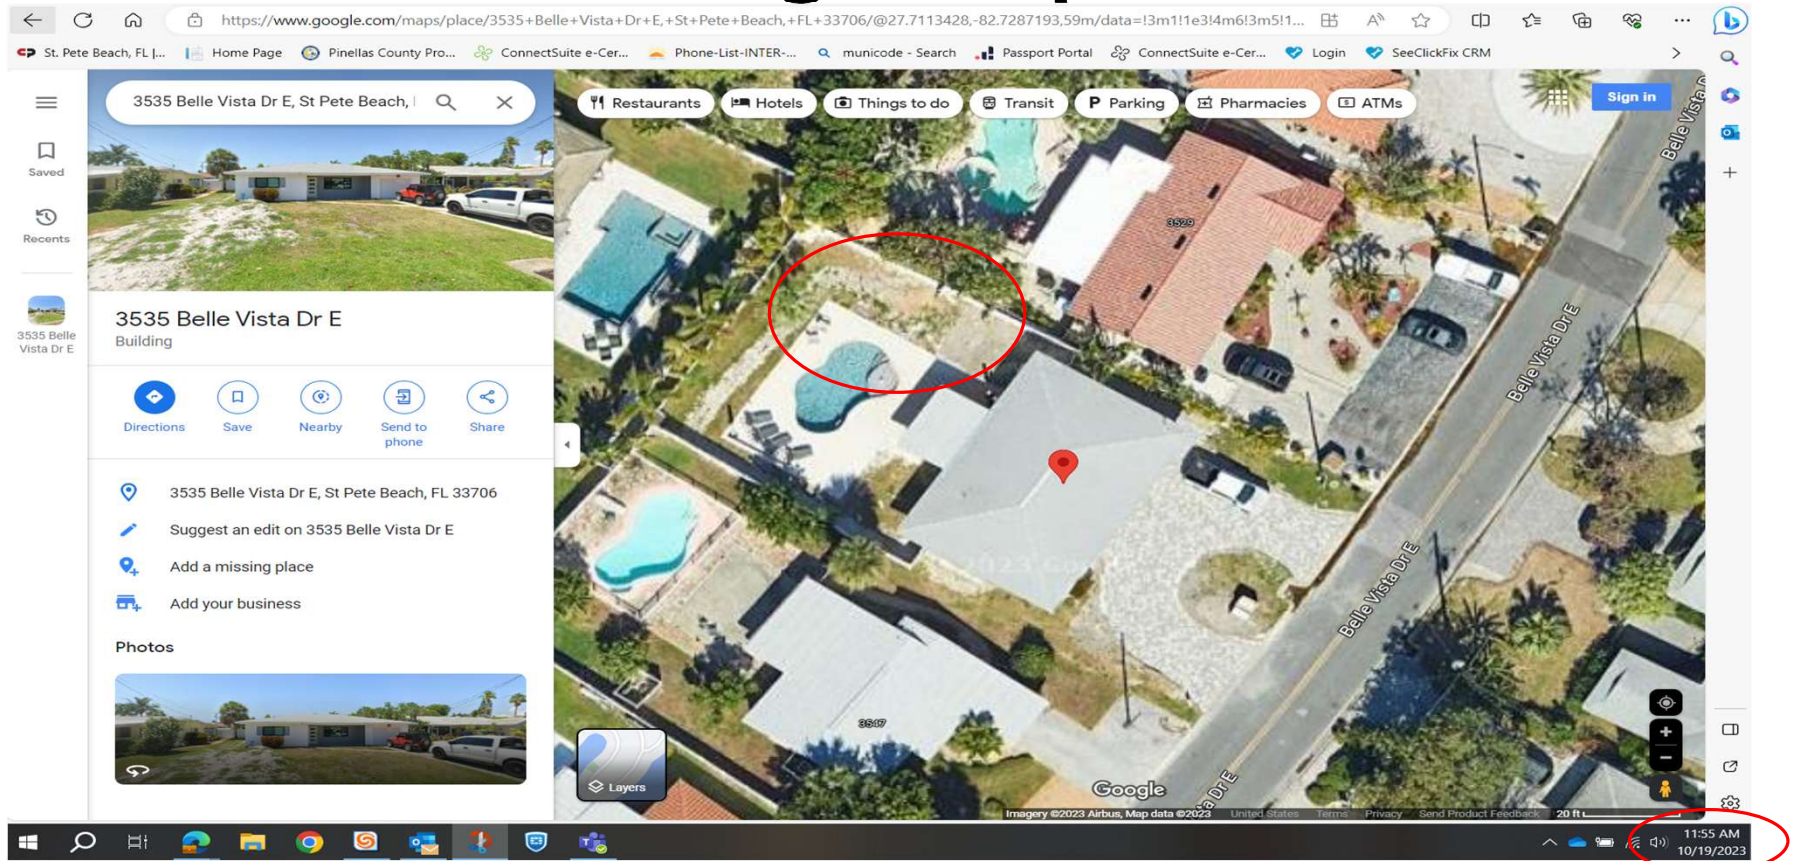 https://www.google.com/maps/place/3535+Belle+Vista+Dr+E,+St+Pete+Beach,+FL+33706/@27.7113428,-82.7287193,59m/data=!3m1!1e3!4m6!3m5!1...
St. Pete Beach, FL |... Home Page Pinellas County Pro... ConnectSuite e-Cer... Phone-List-INTER-... municode - Search Passport Portal ConnectSuite e-Cer... Login SeeClickFix CRM
3535 Belle Vista Dr E, St Pete Beach,
Restaurants Hotels Things to do Transit P Parking Pharmacies ATMs Sign in
Saved
Recents
3535 Belle
Vista Dr E
3535 Belle Vista Dr E
Building
Directions Save Nearby Send to phone Share
3535 Belle Vista Dr E, St Pete Beach, FL 33706
Suggest an edit on 3535 Belle Vista Dr E
Add a missing place
Add your business
Photos
Belle Vista
3529
Belle Vista Dr E
Belle Vista Dr E
3547
Layers
Google
Imagery ©2023 Airbus, Map data ©2023 United States Terms Privacy Send Product Feedback 20 ft
11:55 AM
10/19/2023